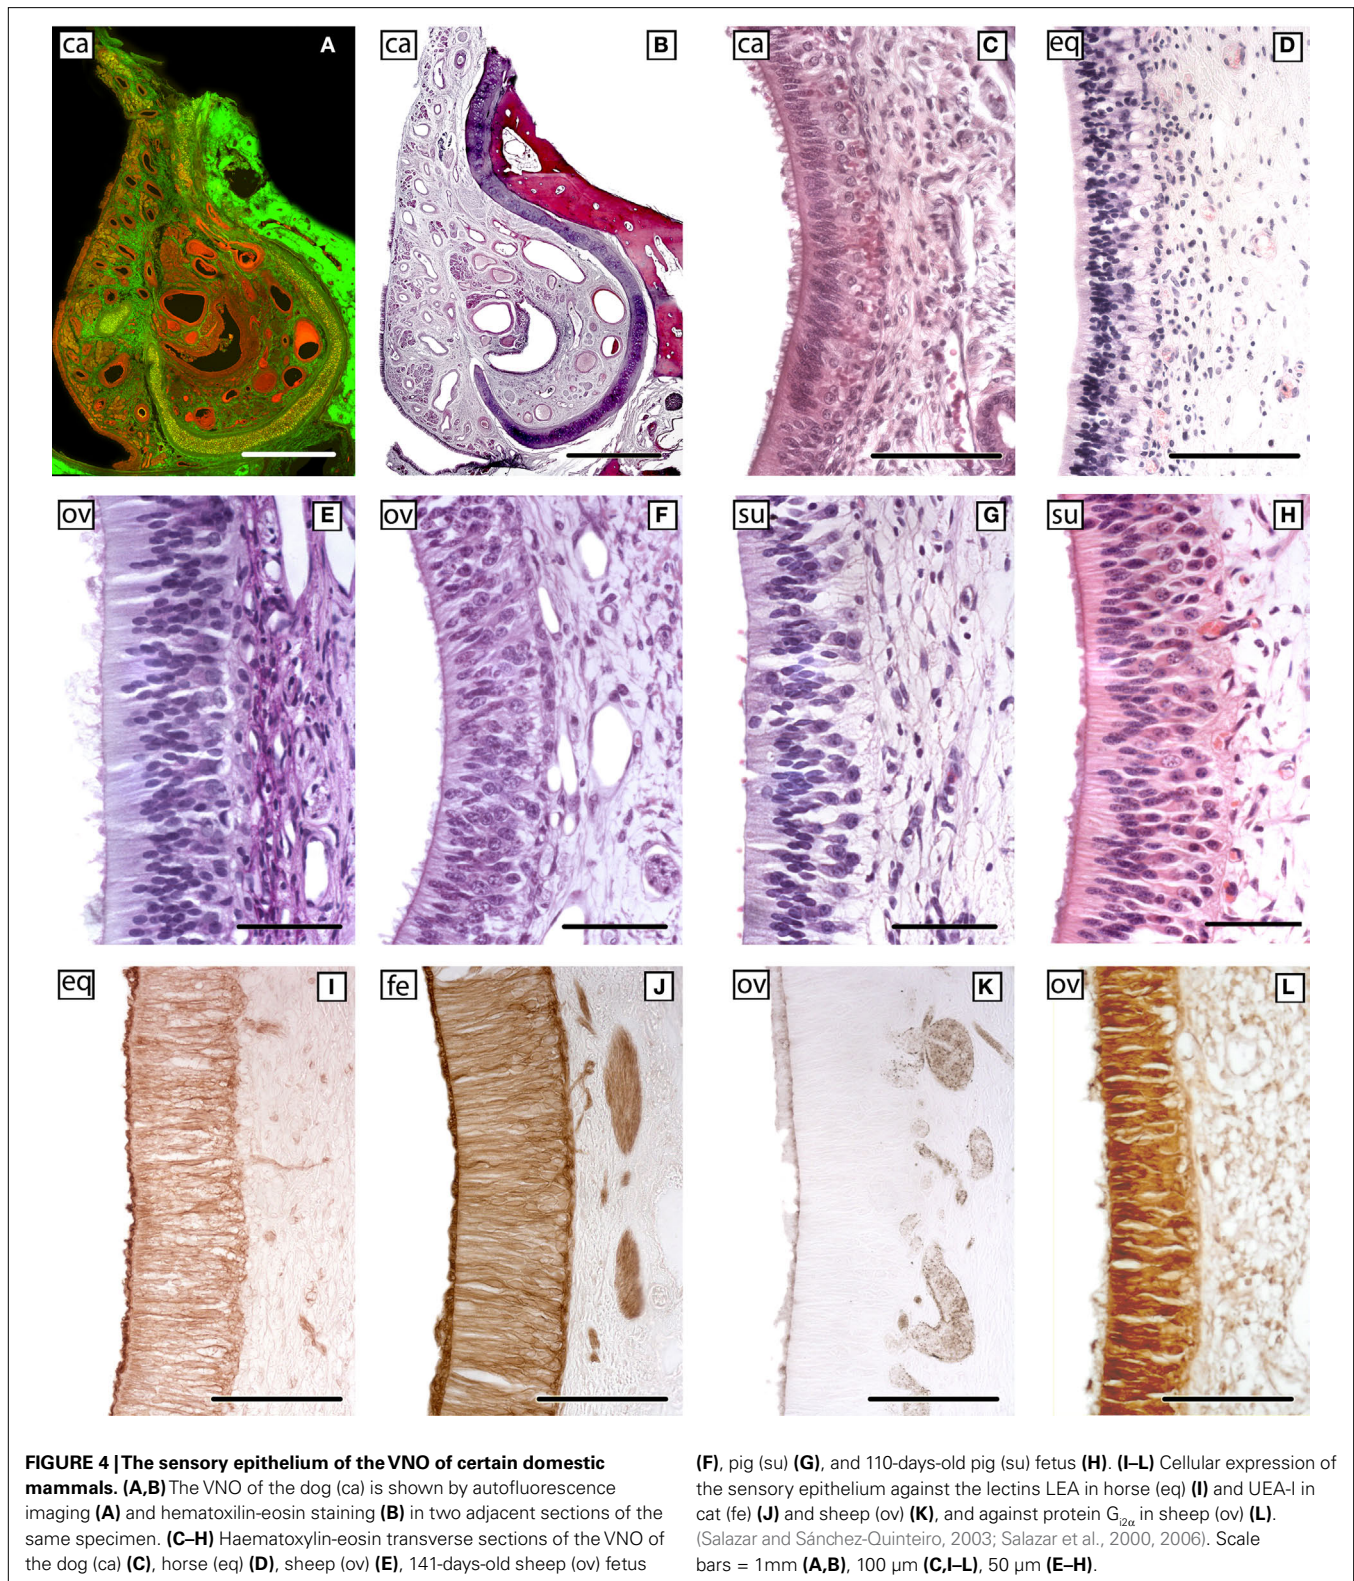 ca A
ca B
ca C
eq D
ov E
ov F
su G
su H
eq I
fe J
ov K
ov L
FIGURE 4 | The sensory epithelium of the VNO of certain domestic
mammals. (A,B) The VNO of the dog (ca) is shown by autofluorescence
imaging (A) and hematoxilin-eosin staining (B) in two adjacent sections of the
same specimen. (C–H) Haematoxylin-eosin transverse sections of the VNO of
the dog (ca) (C), horse (eq) (D), sheep (ov) (E), 141-days-old sheep (ov) fetus
(F), pig (su) (G), and 110-days-old pig (su) fetus (H). (I–L) Cellular expression of
the sensory epithelium against the lectins LEA in horse (eq) (I) and UEA-I in
cat (fe) (J) and sheep (ov) (K), and against protein Gi2α in sheep (ov) (L).
(Salazar and Sánchez-Quinteiro, 2003; Salazar et al., 2000, 2006). Scale
bars = 1mm (A,B), 100 µm (C,I–L), 50 µm (E–H).